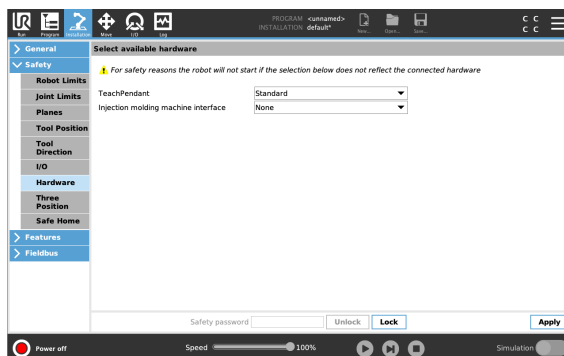 UR
PROGRAM <unnamed>
INSTALLATION default*
Run Program Installation Move I/O Log New... Open... Save...
C C
C C
General
Select available hardware
Safety
! For safety reasons the robot will not start if the selection below does not reflect the connected hardware
Robot Limits
TeachPendant Standard
Joint Limits
Injection molding machine interface None
Planes
Tool Position
Tool
Direction
I/O
Hardware
Three
Position
Safe Home
Features
Fieldbus
Safety password Unlock Lock Apply
Power off Speed 100% Simulation